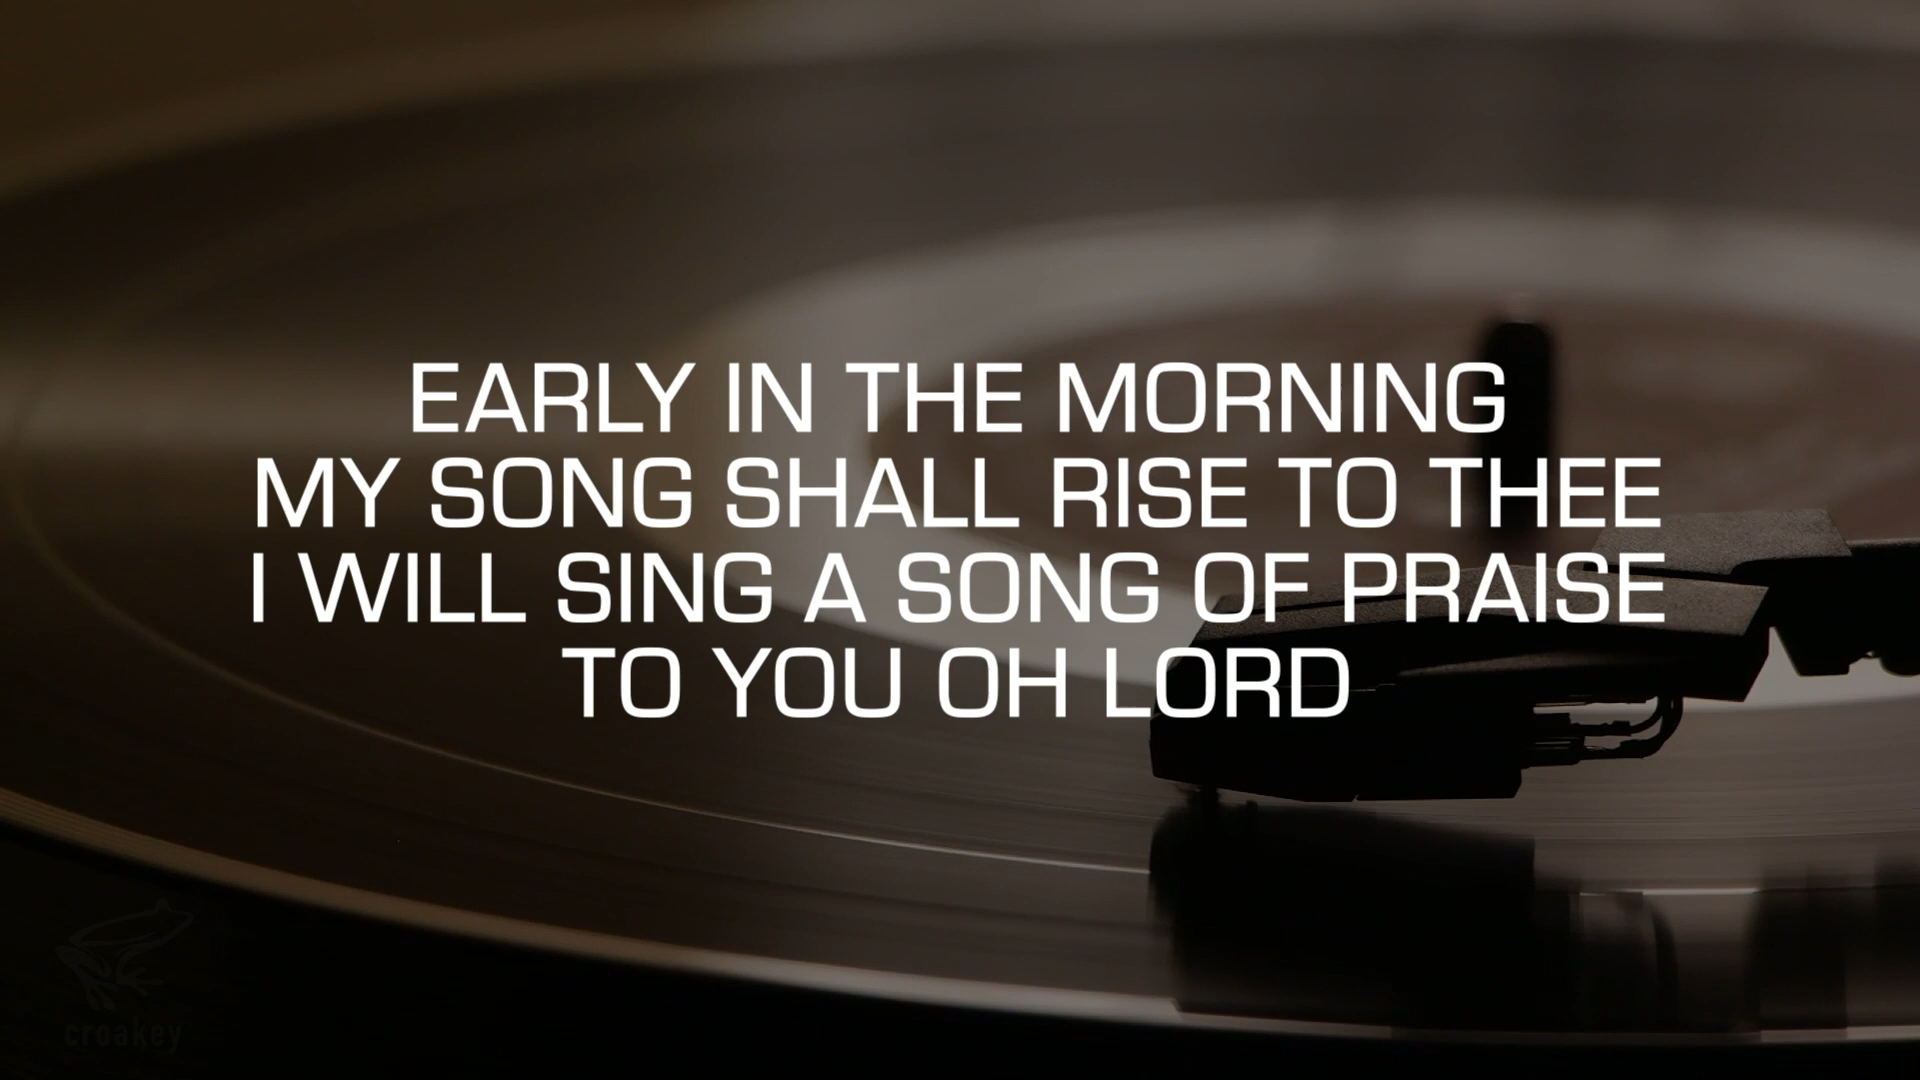 EARLY IN THE MORNING
MY SONG SHALL RISE TO THEE
I WILL SING A SONG OF PRAISE
TO YOU OH LORD
croakey